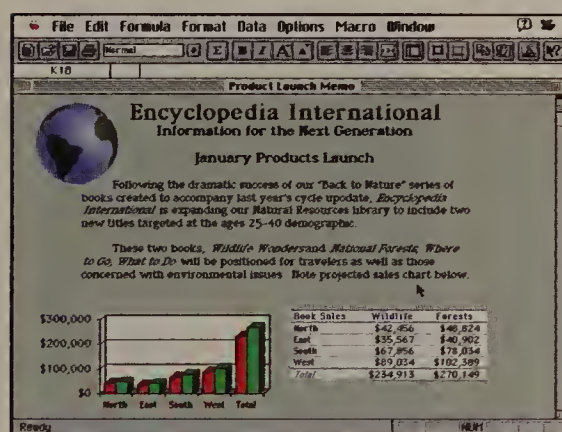 File Edit Formula Format Data Options Macro Window
Normal
K18
Product Launch Memo
Encyclopedia International
Information for the Next Generation
January Products Launch
Following the dramatic success of our "Back to Nature" series of
books created to accompany last year's cycle upodate, Encyclopedia
International is expanding our Natural Resources library to include two
new titles targeted at the ages 25-40 demographic.
These two books, Wildlife Wonders and National Forests, Where
to Go, What to Do will be positioned for travelers as well as those
concerned with environmental issues. Note projected sales chart below.
$300,000
$200,000
$100,000
$0
North East South West Total
Book Sales Wildlife Forests
North $42,456 $48,824
East $35,567 $40,902
South $67,856 $78,034
West $89,034 $102,389
Total $234,913 $270,149
Ready NUM